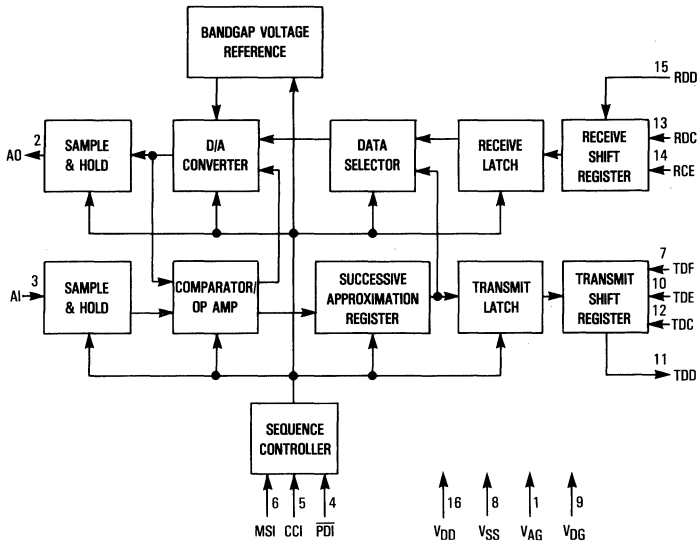 BANDGAP VOLTAGE
REFERENCE
15
RDD
2
AO
SAMPLE
& HOLD
D/A
CONVERTER
DATA
SELECTOR
RECEIVE
LATCH
RECEIVE
SHIFT
REGISTER
13
RDC
14
RCE
3
AI
SAMPLE
& HOLD
COMPARATOR/
OP AMP
SUCCESSIVE
APPROXIMATION
REGISTER
TRANSMIT
LATCH
TRANSMIT
SHIFT
REGISTER
7
TDF
10
TDE
12
TDC
11
TDD
SEQUENCE
CONTROLLER
6 5 4
MSI CCI PDI
16 8 1 9
VDD VSS VAG VDG